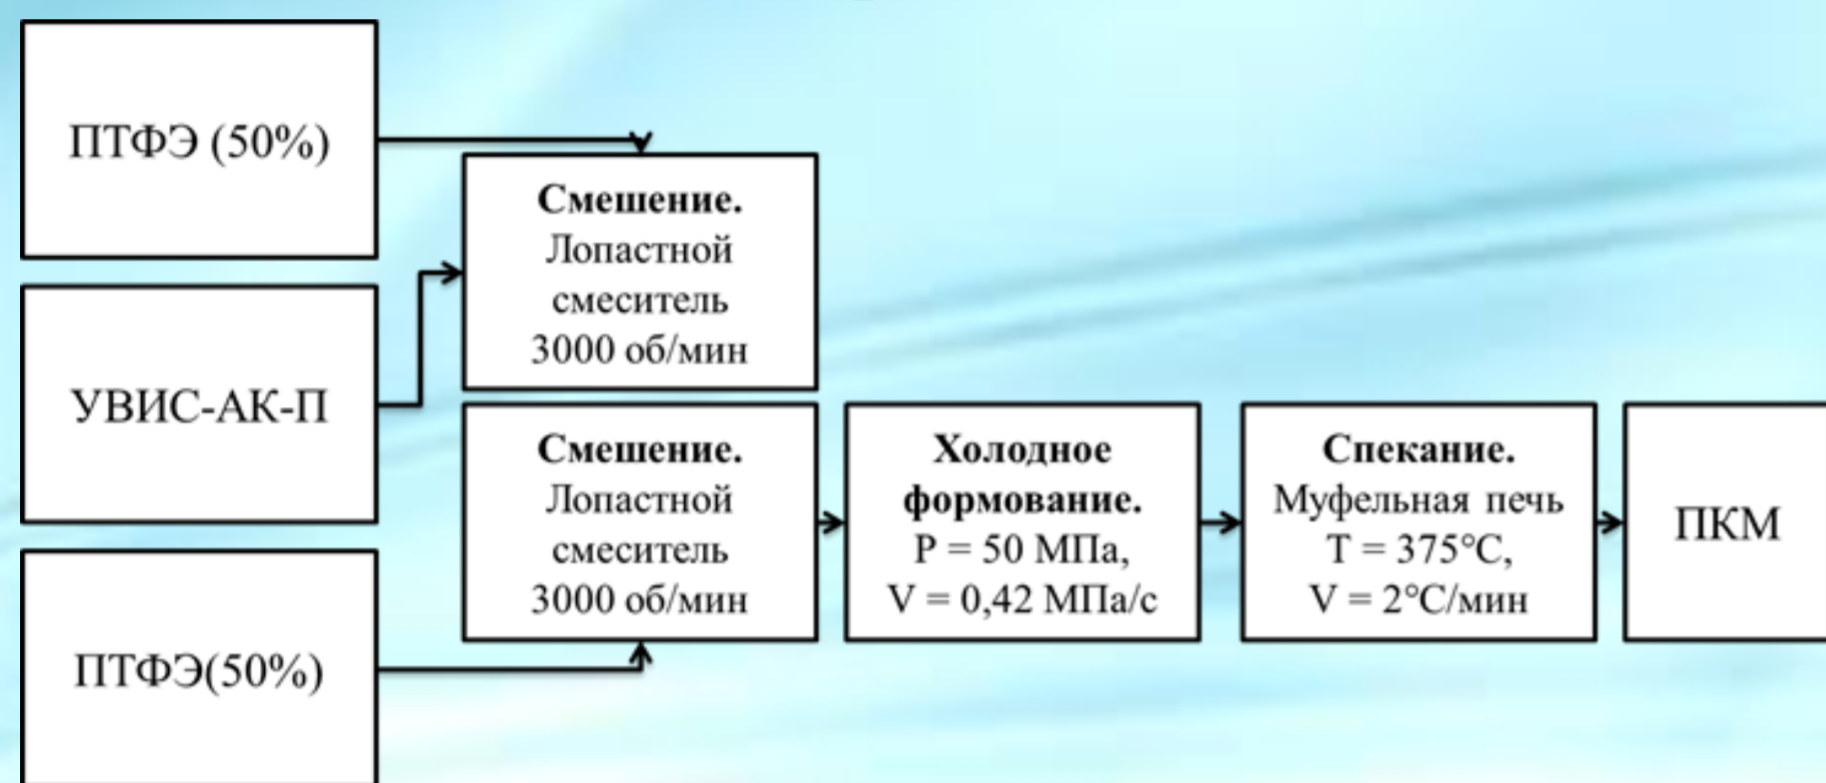 ПТФЭ (50%)
УВИС-АК-П
ПТФЭ(50%)
Смешение.
Лопастной
смеситель
3000 об/мин
Смешение.
Лопастной
смеситель
3000 об/мин
Холодное
формование.
P = 50 МПа,
V = 0,42 МПа/с
Спекание.
Муфельная печь
T = 375°C,
V = 2°C/мин
ПКМ